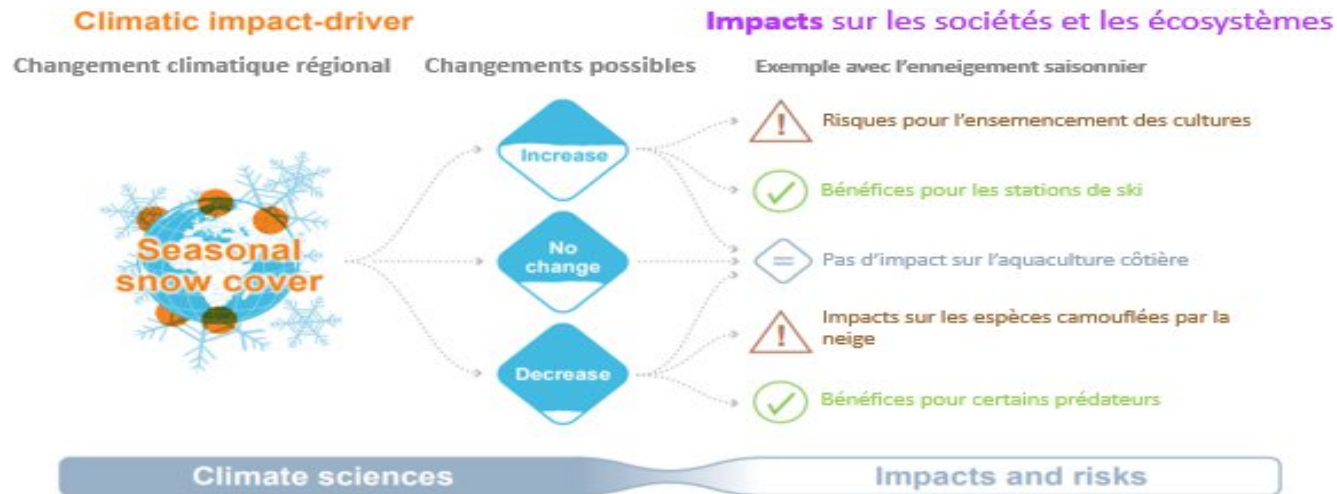 Climatic impact-driver
Impacts sur les sociétés et les écosystèmes
Changement climatique régional
Changements possibles
Exemple avec l'enneigement saisonnier
Seasonal
snow cover
Increase
No
change
Decrease
Risques pour l'ensemencement des cultures
Bénéfices pour les stations de ski
Pas d'impact sur l'aquaculture côtière
Impacts sur les espèces camouflées par la
neige
Bénéfices pour certains prédateurs
Climate sciences
Impacts and risks